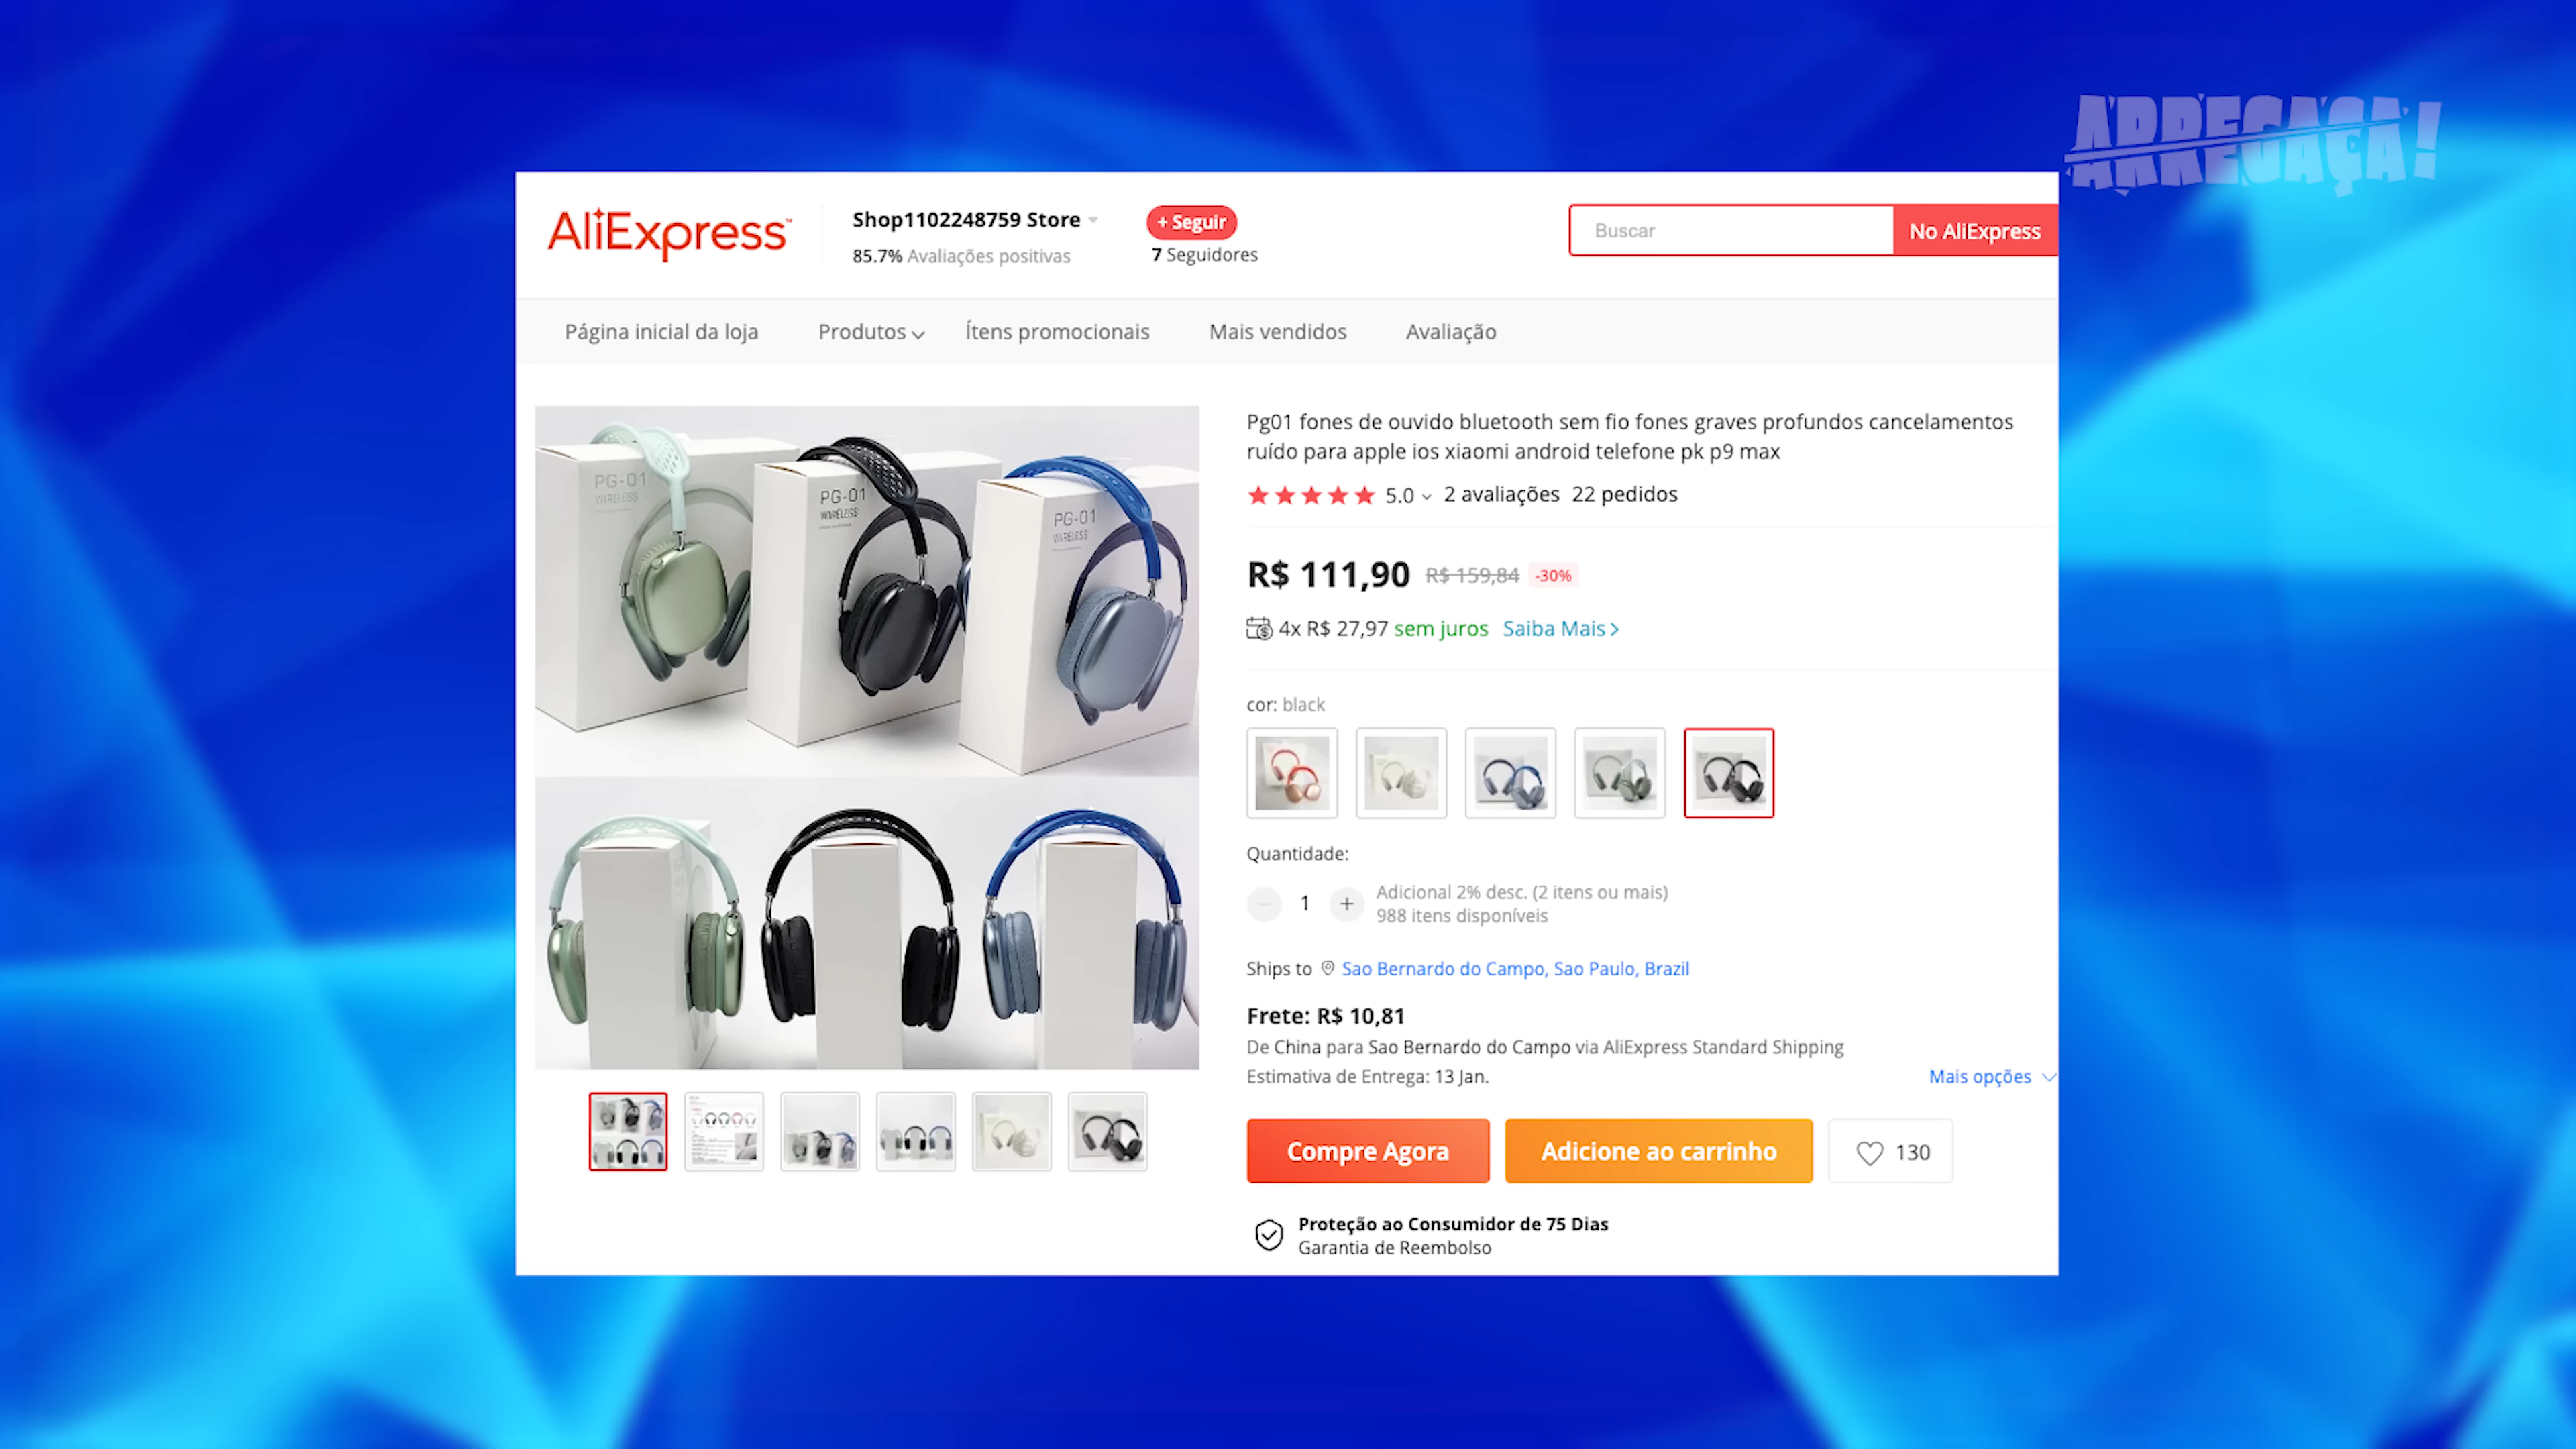 ARREGAÇA!
AliExpress™
Shop1102248759 Store
85.7% Avaliações positivas
+ Seguir
7 Seguidores
Buscar
No AliExpress
Página inicial da loja
Produtos
Ítens promocionais
Mais vendidos
Avaliação
PG-01
WIRELESS
PG-01
WIRELESS
PG-01
WIRELESS
Pg01 fones de ouvido bluetooth sem fio fones graves profundos cancelamentos
ruído para apple ios xiaomi android telefone pk p9 max
5.0 2 avaliações 22 pedidos
R$ 111,90 R$ 159,84 -30%
4x R$ 27,97 sem juros Saiba Mais
cor: black
Quantidade:
1
Adicional 2% desc. (2 itens ou mais)
988 itens disponíveis
Ships to Sao Bernardo do Campo, Sao Paulo, Brazil
Frete: R$ 10,81
De China para Sao Bernardo do Campo via AliExpress Standard Shipping
Estimativa de Entrega: 13 Jan.
Mais opções
Compre Agora
Adicione ao carrinho
130
Proteção ao Consumidor de 75 Dias
Garantia de Reembolso